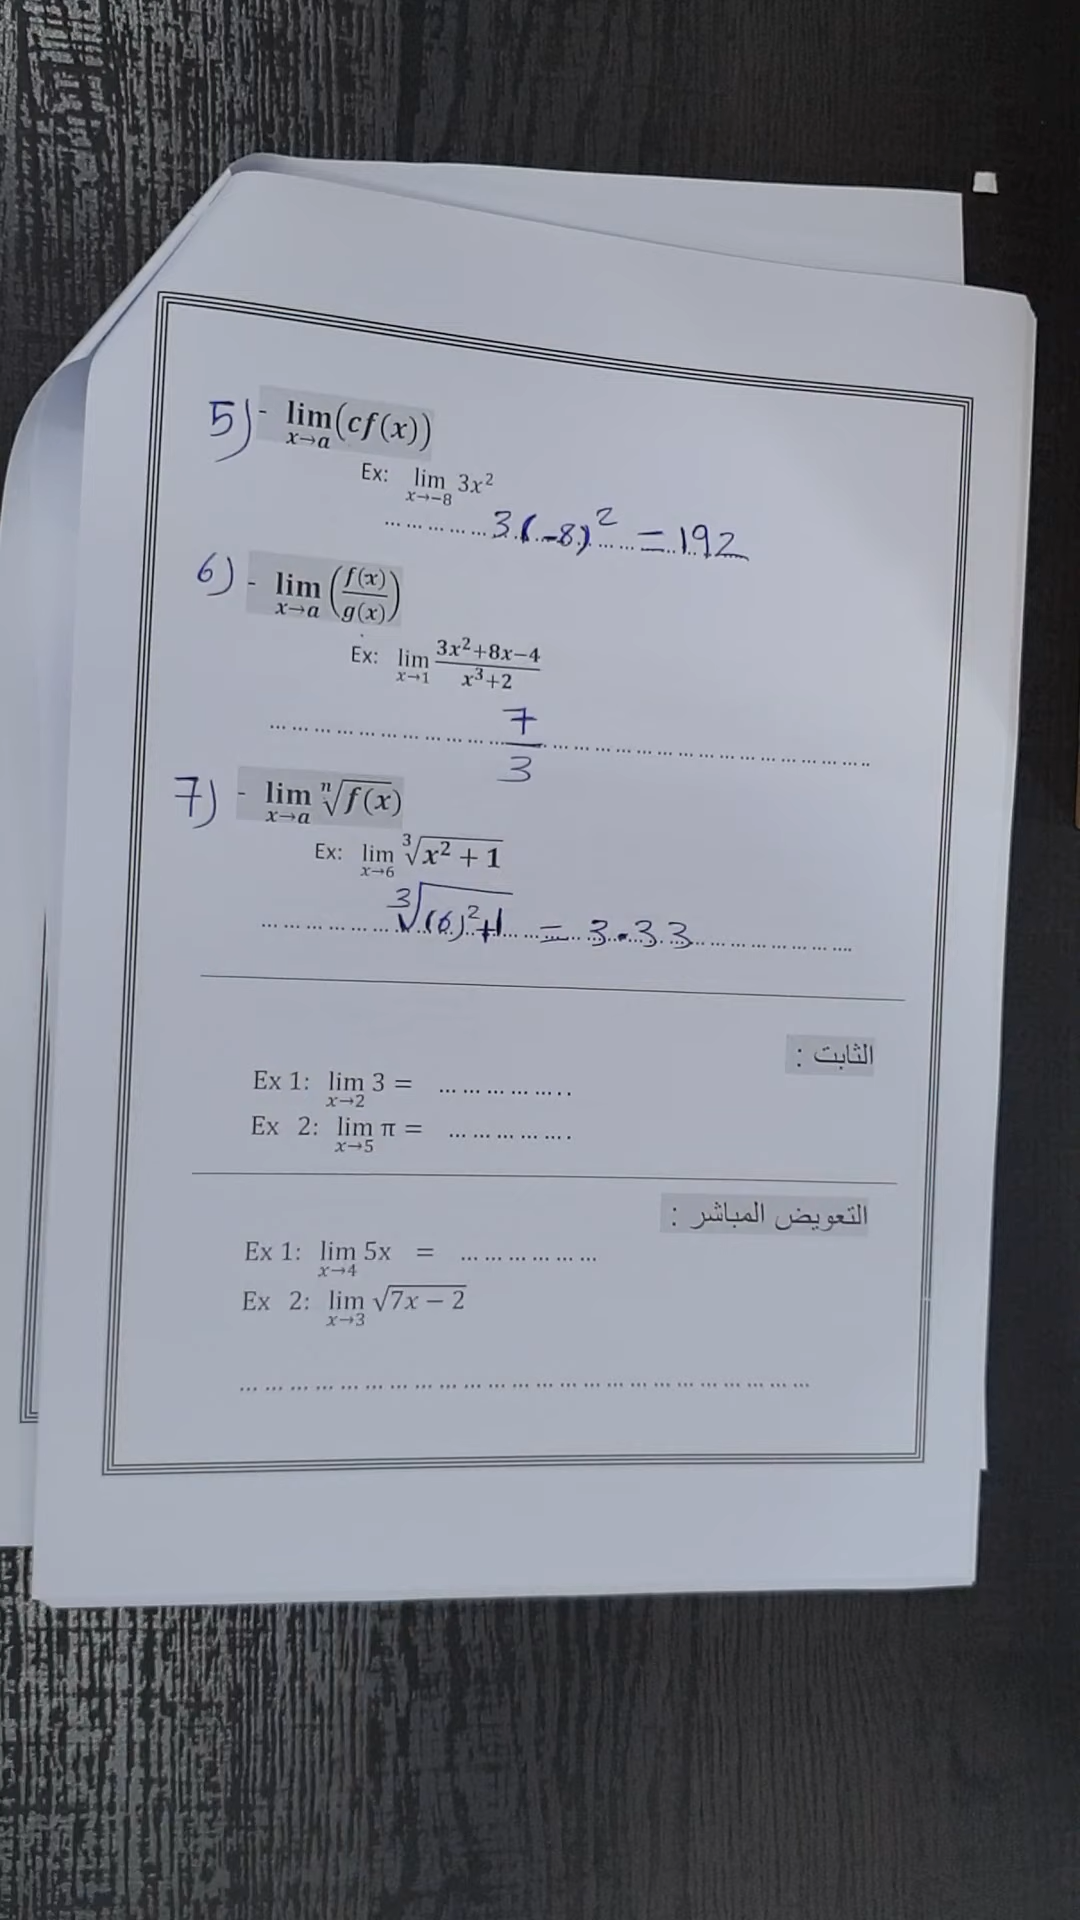 5) - lim x→a (cf(x))
Ex: lim x→-8 3x²
... ... ... ... 3(-8)² ... ... = 192
6) - lim x→a (f(x)/g(x))
Ex: lim x→1 (3x²+8x−4)/(x³+2)
... ... ... ... ... ... ... ... ... ... 7/3 ... ... ... ... ... ... ... ... ... ... ... ... ... ..
7) - lim x→a ⁿ√f(x)
Ex: lim x→6 ³√(x² + 1)
... ... ... ... ... ... ³√((6)²+1) ... = 3.33 ... ... ... ... ... ... ....
الثابت :
Ex 1: lim x→2 3 = ... ... ... ... ... . .
Ex 2: lim x→5 π = ... ... ... ... ... .
التعويض المباشر :
Ex 1: lim x→4 5x = ... ... ... ... ... ...
Ex 2: lim x→3 √(7x − 2)
... ... ... ... ... ... ... ... ... ... ... ... ... ... ... ... ... ... ... ... ... ... ...